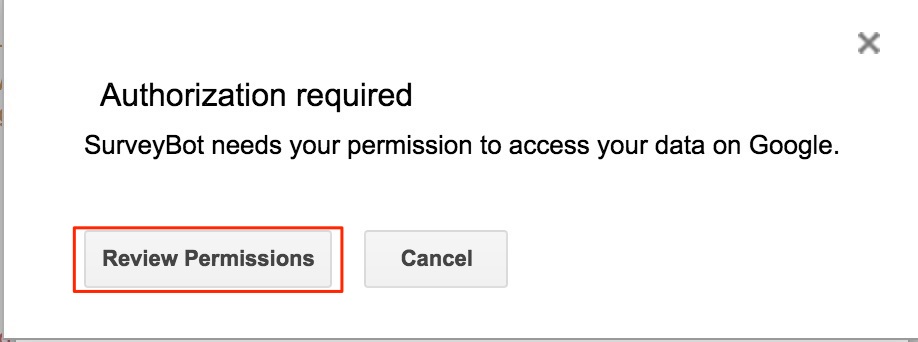 Authorization required
SurveyBot needs your permission to access your data on Google.
Review Permissions
Cancel